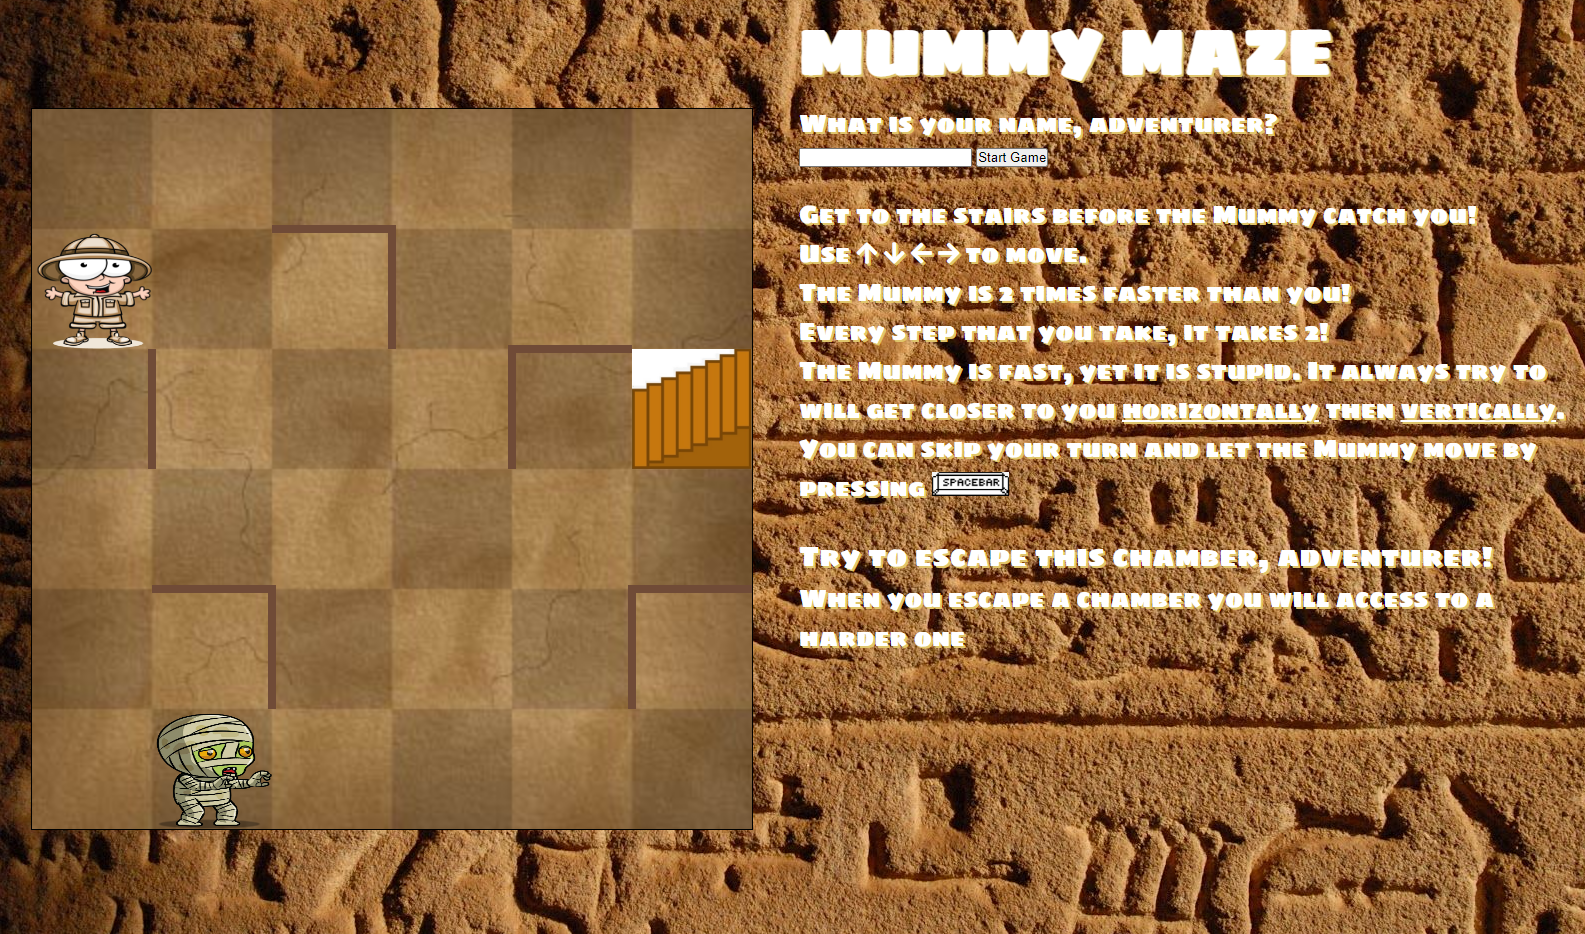 Mummy Maze
What is your name, adventurer?
Start Game
Get to the stairs before the Mummy catch you!
Use ↑↓←→ to move.
The Mummy is 2 times faster than you!
Every step that you take, it takes 2!
The Mummy is fast, yet it is stupid. It always try to
will get closer to you horizontally then vertically.
You can skip your turn and let the Mummy move by
pressing SPACEBAR
Try to escape this chamber, adventurer!
When you escape a chamber you will access to a
harder one